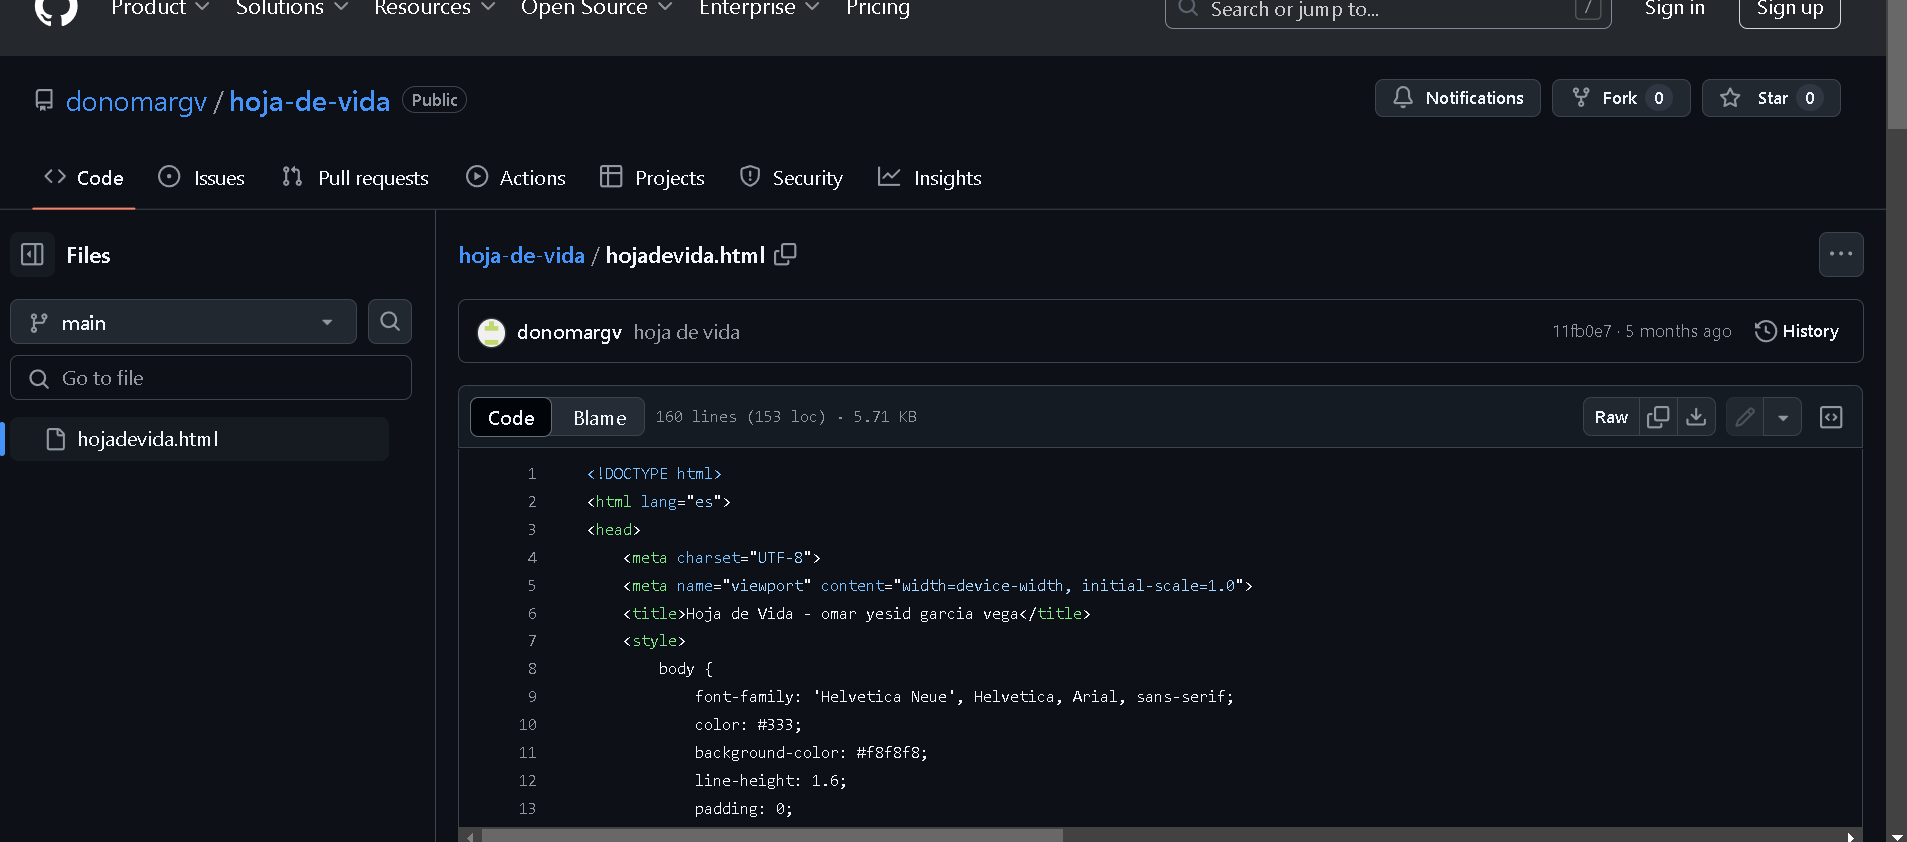 Product Solutions Resources Open Source Enterprise Pricing Search or jump to... / Sign in Sign up
donomargv / hoja-de-vida Public Notifications Fork 0 Star 0
Code Issues Pull requests Actions Projects Security Insights
Files
main
Go to file
hojadevida.html
hoja-de-vida / hojadevida.html
donomargv hoja de vida 11fb0e7 · 5 months ago History
Code Blame 160 lines (153 loc) · 5.71 KB Raw
1 <!DOCTYPE html>
2 <html lang="es">
3 <head>
4 <meta charset="UTF-8">
5 <meta name="viewport" content="width=device-width, initial-scale=1.0">
6 <title>Hoja de Vida - omar yesid garcia vega</title>
7 <style>
8 body {
9 font-family: 'Helvetica Neue', Helvetica, Arial, sans-serif;
10 color: #333;
11 background-color: #f8f8f8;
12 line-height: 1.6;
13 padding: 0;